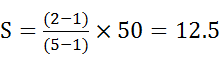 S = (2−1)/(5−1) × 50 = 12.5